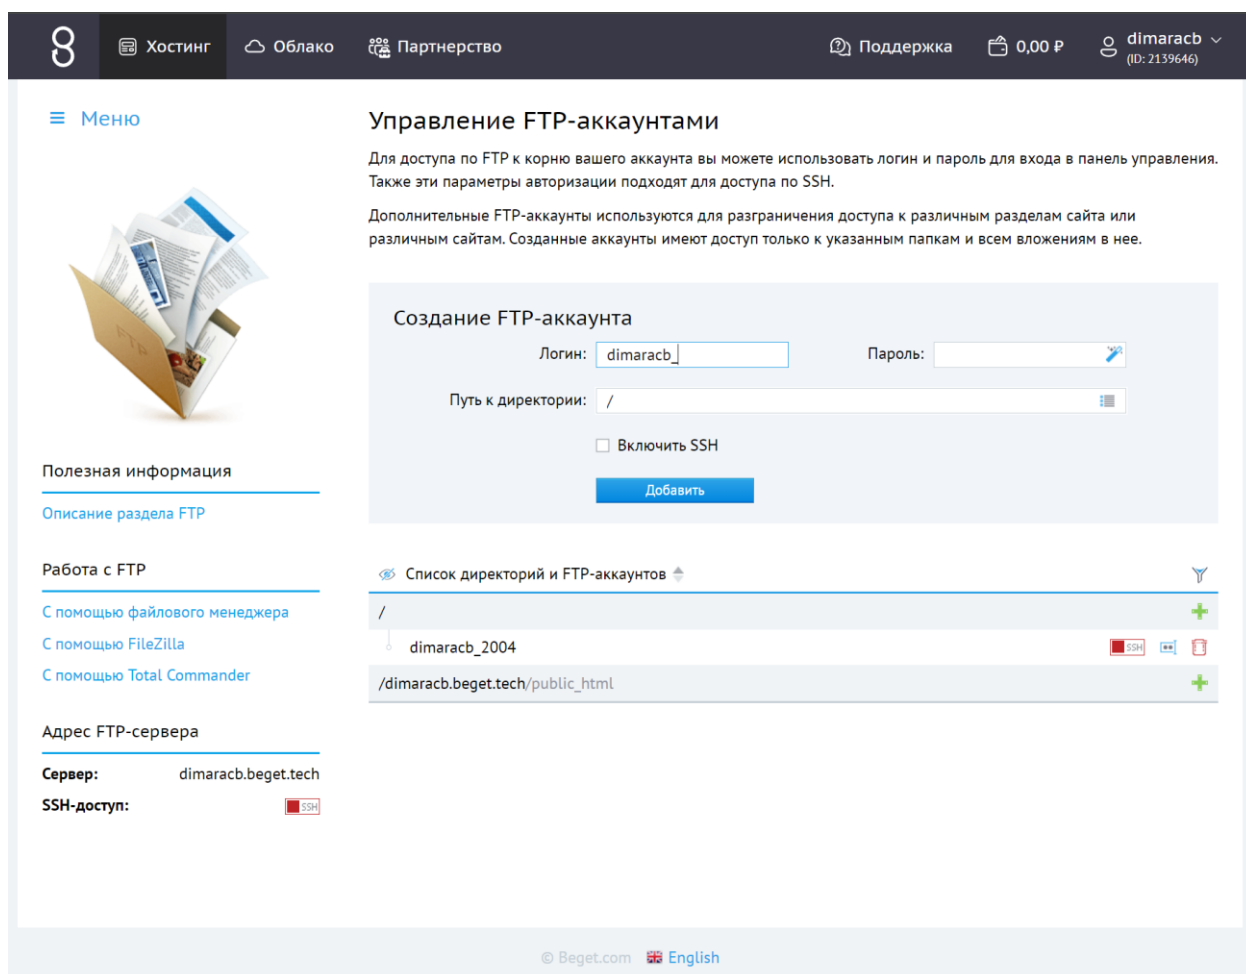 Хостинг
Облако
Партнерство
Поддержка
0,00 ₽
dimaracb
(ID: 2139646)
Меню
FTP
Полезная информация
Описание раздела FTP
Работа с FTP
С помощью файлового менеджера
С помощью FileZilla
С помощью Total Commander
Адрес FTP-сервера
Сервер: dimaracb.beget.tech
SSH-доступ: SSH
Управление FTP-аккаунтами
Для доступа по FTP к корню вашего аккаунта вы можете использовать логин и пароль для входа в панель управления.
Также эти параметры авторизации подходят для доступа по SSH.
Дополнительные FTP-аккаунты используются для разграничения доступа к различным разделам сайта или
различным сайтам. Созданные аккаунты имеют доступ только к указанным папкам и всем вложениям в нее.
Создание FTP-аккаунта
Логин: dimaracb_
Пароль:
Путь к директории: /
Включить SSH
Добавить
Список директорий и FTP-аккаунтов
/
dimaracb_2004 SSH
/dimaracb.beget.tech/public_html
© Beget.com English